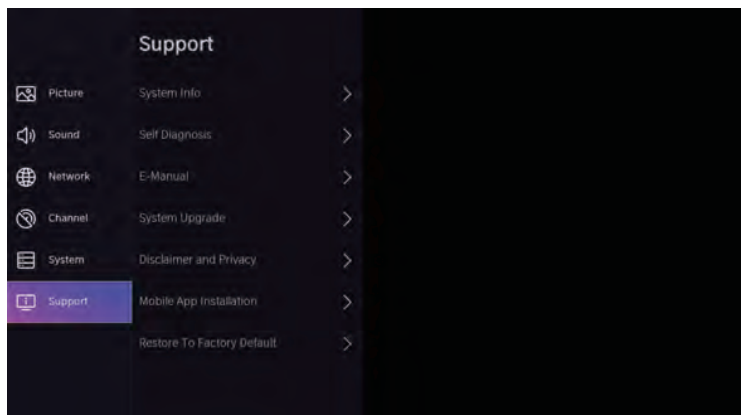 Support
Picture
System Info
Sound
Self Diagnosis
Network
E-Manual
Channel
System Upgrade
System
Disclaimer and Privacy
Support
Mobile App Installation
Restore To Factory Default